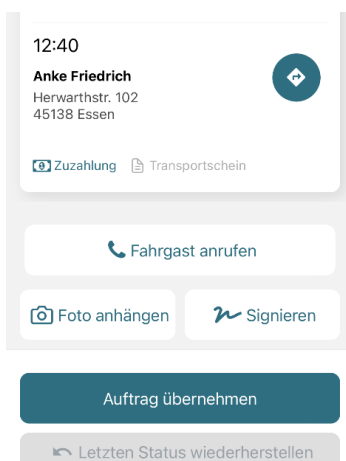 12:40
Anke Friedrich
Herwarthstr. 102
45138 Essen
Zuzahlung Transportschein
Fahrgast anrufen
Foto anhängen Signieren
Auftrag übernehmen
Letzten Status wiederherstellen